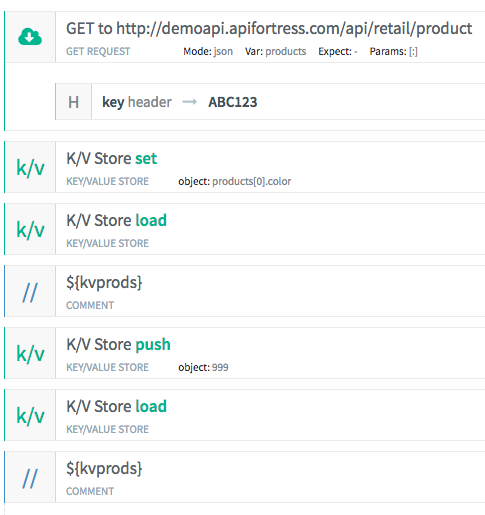 GET to http://demoapi.apifortress.com/api/retail/product
GET REQUEST Mode: json Var: products Expect: - Params: [:]
H key header → ABC123
k/v K/V Store set
KEY/VALUE STORE object: products[0].color
k/v K/V Store load
KEY/VALUE STORE
// ${kvprods}
COMMENT
k/v K/V Store push
KEY/VALUE STORE object: 999
k/v K/V Store load
KEY/VALUE STORE
// ${kvprods}
COMMENT